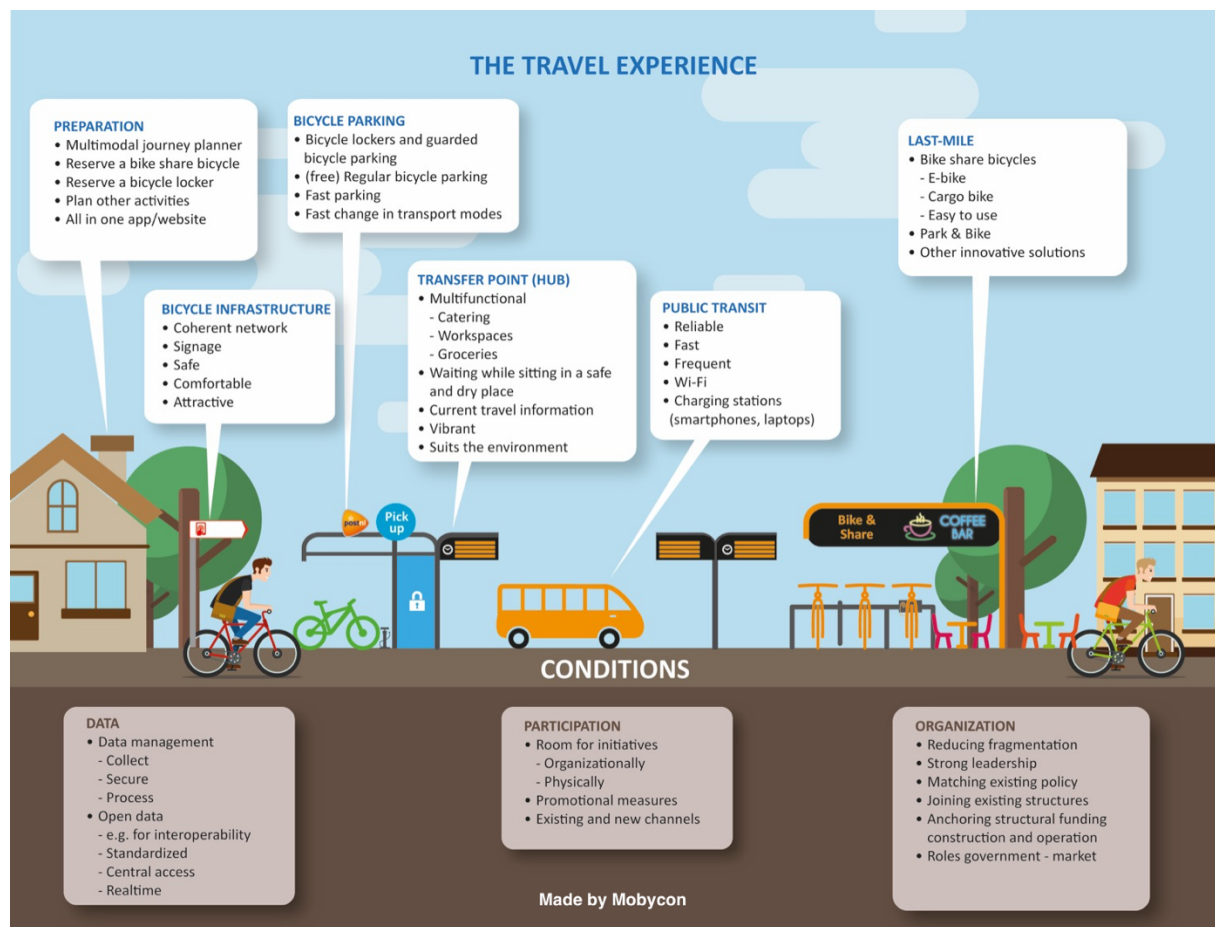 THE TRAVEL EXPERIENCE
PREPARATION
• Multimodal journey planner
• Reserve a bike share bicycle
• Reserve a bicycle locker
• Plan other activities
• All in one app/website
BICYCLE PARKING
• Bicycle lockers and guarded
bicycle parking
• (free) Regular bicycle parking
• Fast parking
• Fast change in transport modes
LAST-MILE
• Bike share bicycles
- E-bike
- Cargo bike
- Easy to use
• Park & Bike
• Other innovative solutions
BICYCLE INFRASTRUCTURE
• Coherent network
• Signage
• Safe
• Comfortable
• Attractive
TRANSFER POINT (HUB)
• Multifunctional
- Catering
- Workspaces
- Groceries
• Waiting while sitting in a safe
and dry place
• Current travel information
• Vibrant
• Suits the environment
PUBLIC TRANSIT
• Reliable
• Fast
• Frequent
• Wi-Fi
• Charging stations
(smartphones, laptops)
Pick
up
Bike &
Share
COFFEE
BAR
CONDITIONS
DATA
• Data management
- Collect
- Secure
- Process
• Open data
- e.g. for interoperability
- Standardized
- Central access
- Realtime
PARTICIPATION
• Room for initiatives
- Organizationally
- Physically
• Promotional measures
• Existing and new channels
ORGANIZATION
• Reducing fragmentation
• Strong leadership
• Matching existing policy
• Joining existing structures
• Anchoring structural funding
construction and operation
• Roles government - market
Made by Mobycon